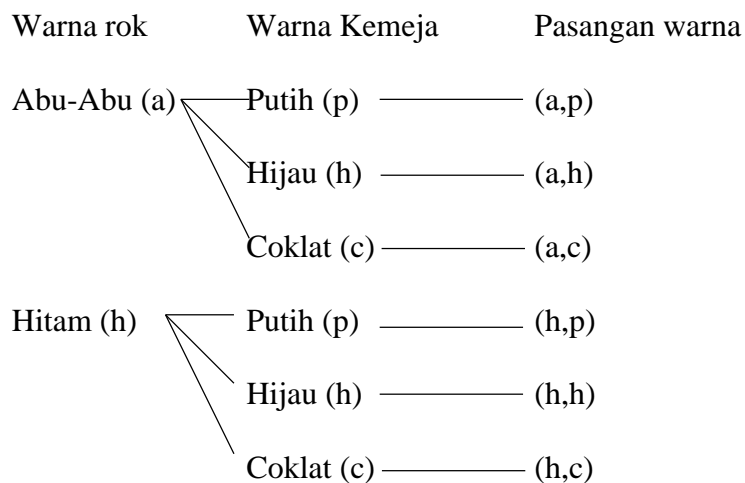 Warna rok Warna Kemeja Pasangan warna
Abu-Abu (a) Putih (p) (a,p)
Hijau (h) (a,h)
Coklat (c) (a,c)
Hitam (h) Putih (p) (h,p)
Hijau (h) (h,h)
Coklat (c) (h,c)